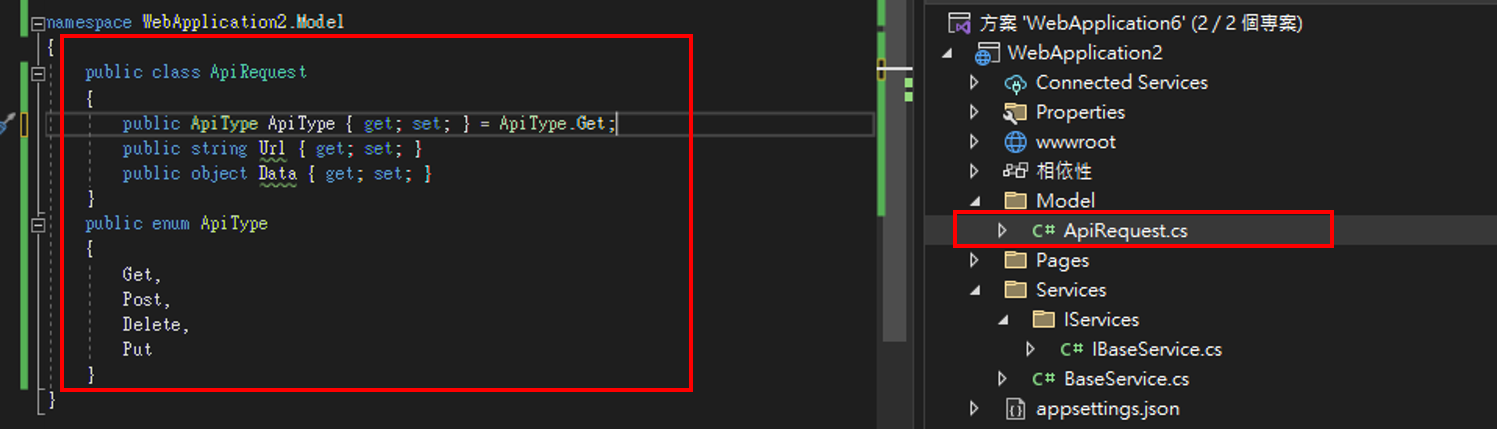 namespace WebApplication2.Model
{
public class ApiRequest
{
public ApiType ApiType { get; set; } = ApiType.Get;
public string Url { get; set; }
public object Data { get; set; }
}
public enum ApiType
{
Get,
Post,
Delete,
Put
}
}
方案 'WebApplication6' (2 / 2 個專案)
WebApplication2
Connected Services
Properties
wwwroot
相依性
Model
C# ApiRequest.cs
Pages
Services
IServices
C# IBaseService.cs
C# BaseService.cs
appsettings.json